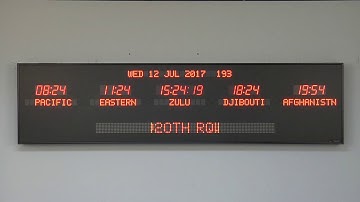 WED 12 JUL 2017 193
08:24 11:24 15:24:19 18:24 19:54
PACIFIC EASTERN ZULU DJIBOUTI AFGHANISTN
120TH RQW